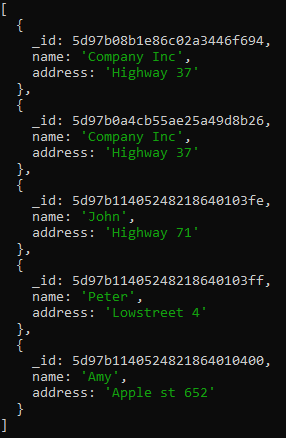 [
  {
    _id: 5d97b08b1e86c02a3446f694,
    name: 'Company Inc',
    address: 'Highway 37'
  },
  {
    _id: 5d97b0a4cb55ae25a49d8b26,
    name: 'Company Inc',
    address: 'Highway 37'
  },
  {
    _id: 5d97b11405248218640103fe,
    name: 'John',
    address: 'Highway 71'
  },
  {
    _id: 5d97b11405248218640103ff,
    name: 'Peter',
    address: 'Lowstreet 4'
  },
  {
    _id: 5d97b1140524821864010400,
    name: 'Amy',
    address: 'Apple st 652'
  }
]